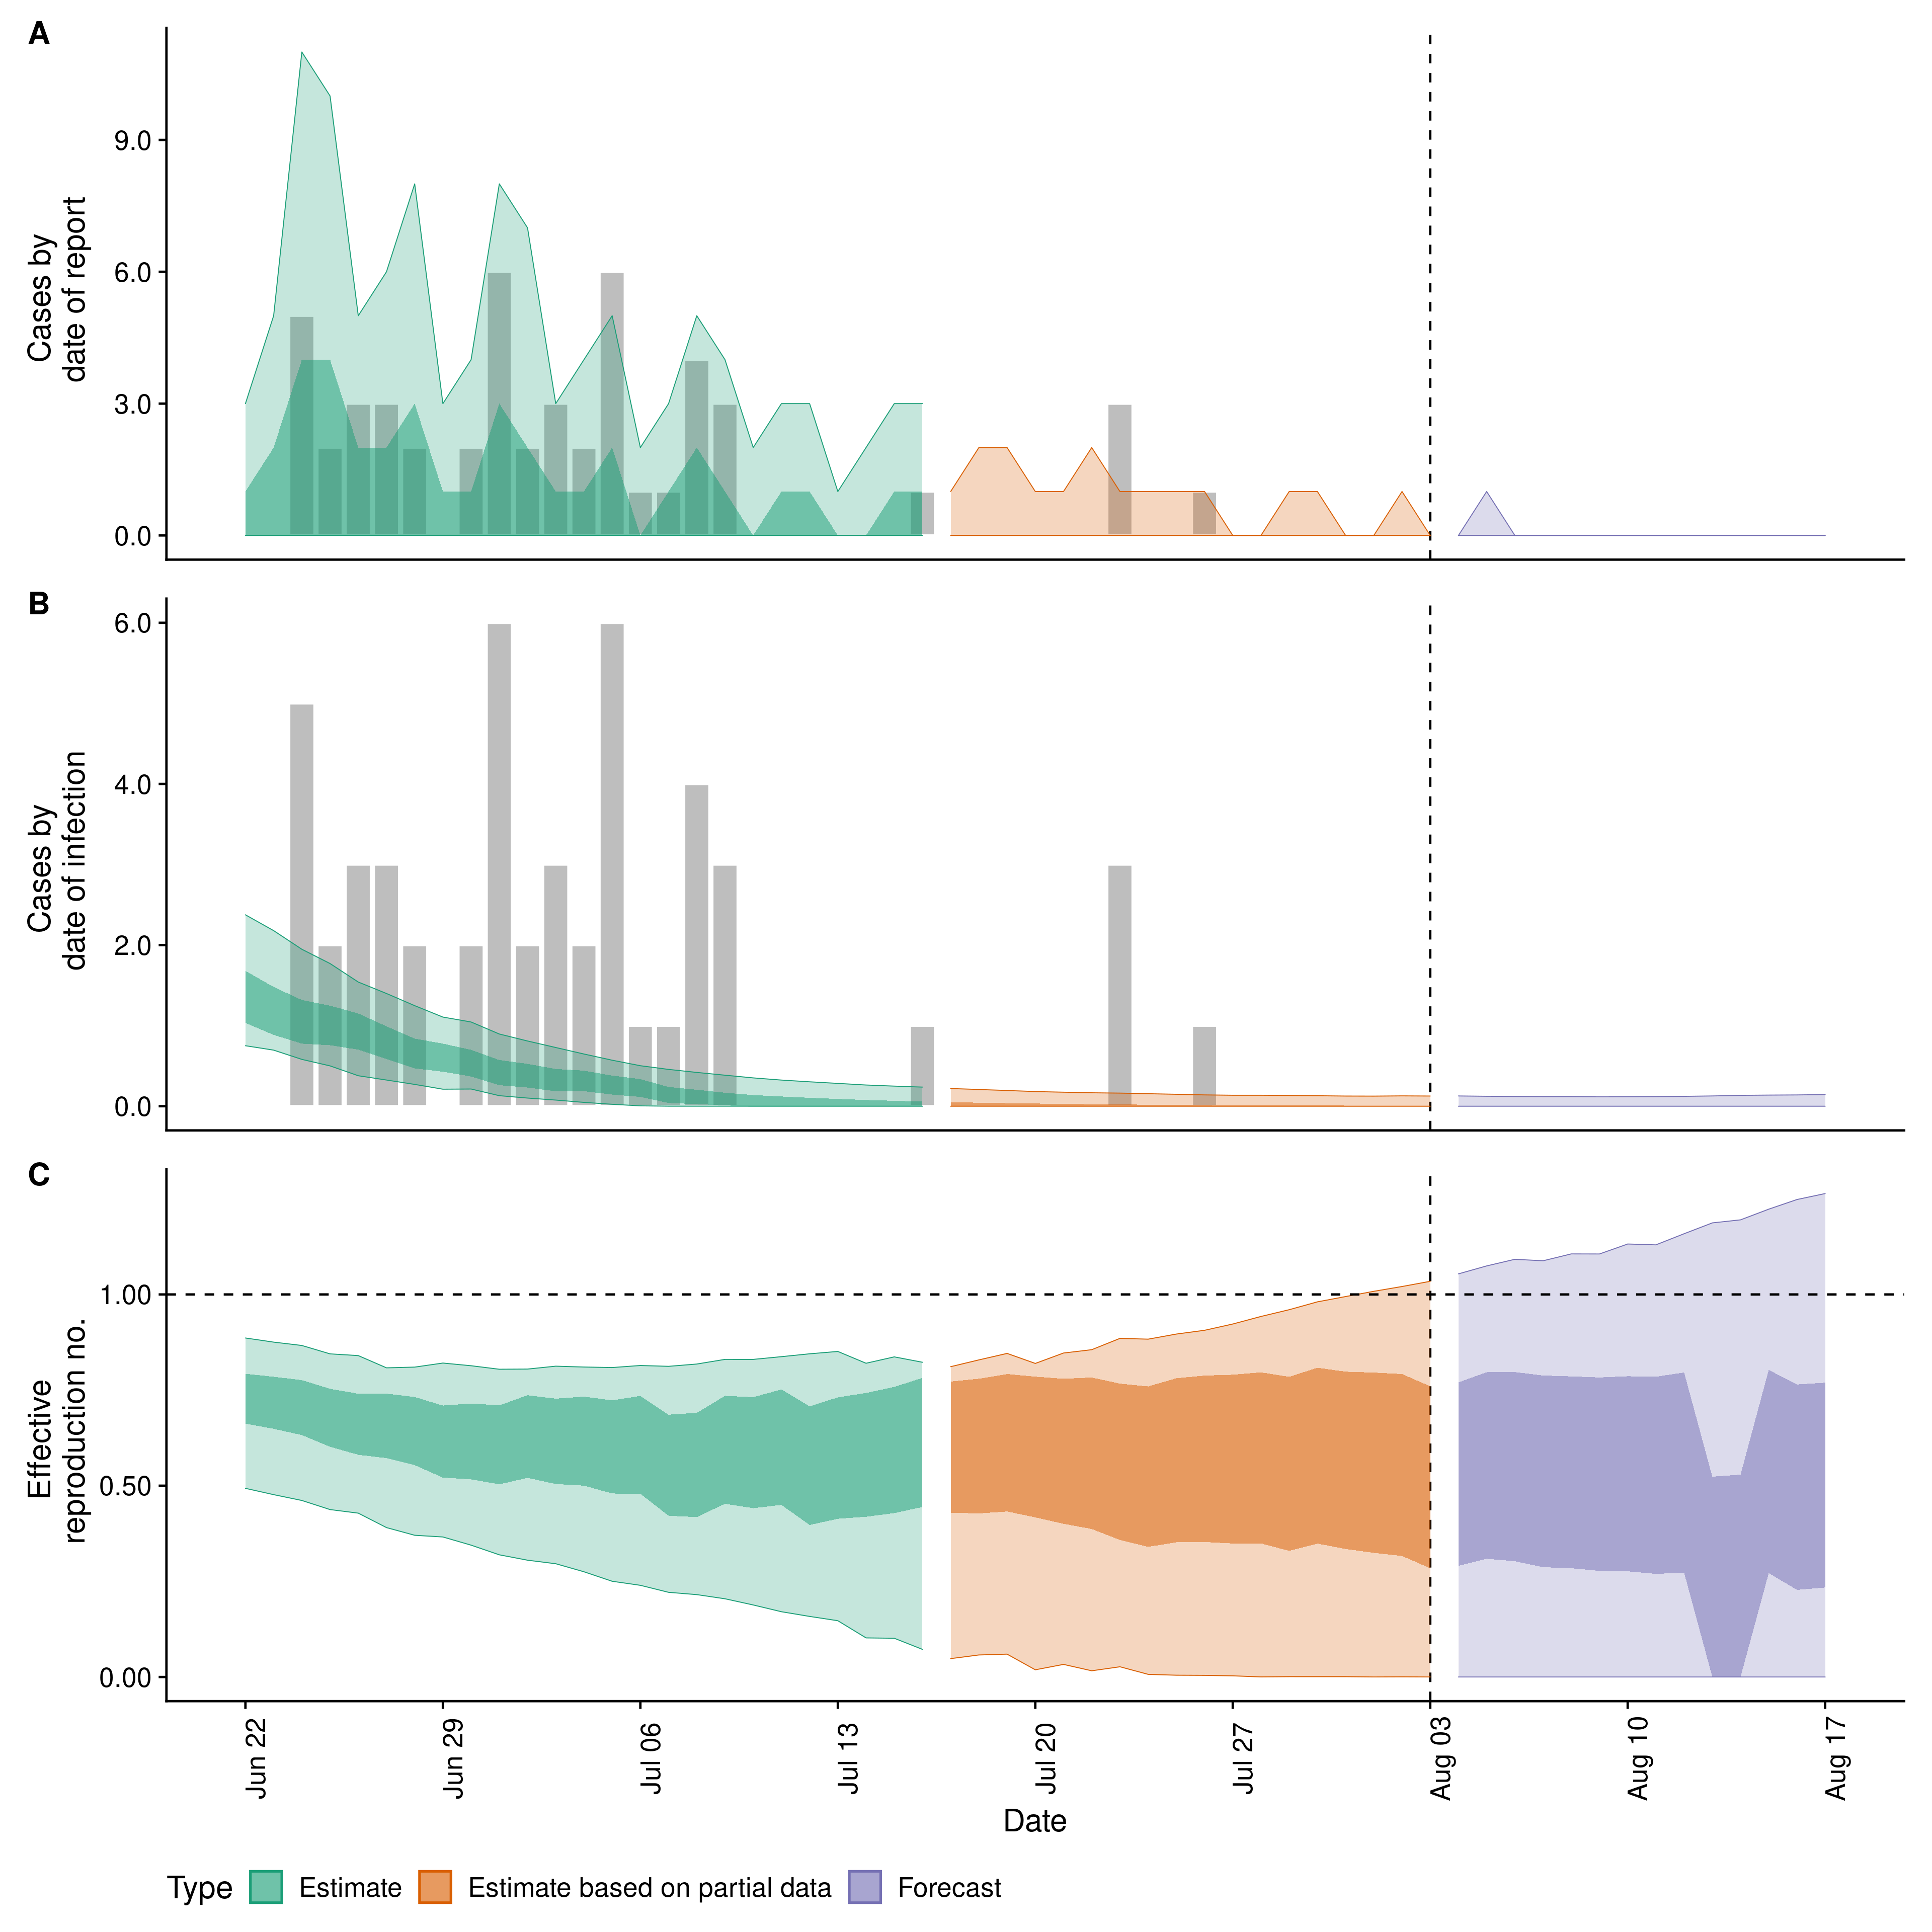 A
Cases by
date of report
9.0
6.0
3.0
0.0
B
Cases by
date of infection
6.0
4.0
2.0
0.0
C
Effective
reproduction no.
1.00
0.50
0.00
Jun 22
Jun 29
Jul 06
Jul 13
Jul 20
Jul 27
Aug 03
Aug 10
Aug 17
Date
Type Estimate Estimate based on partial data Forecast